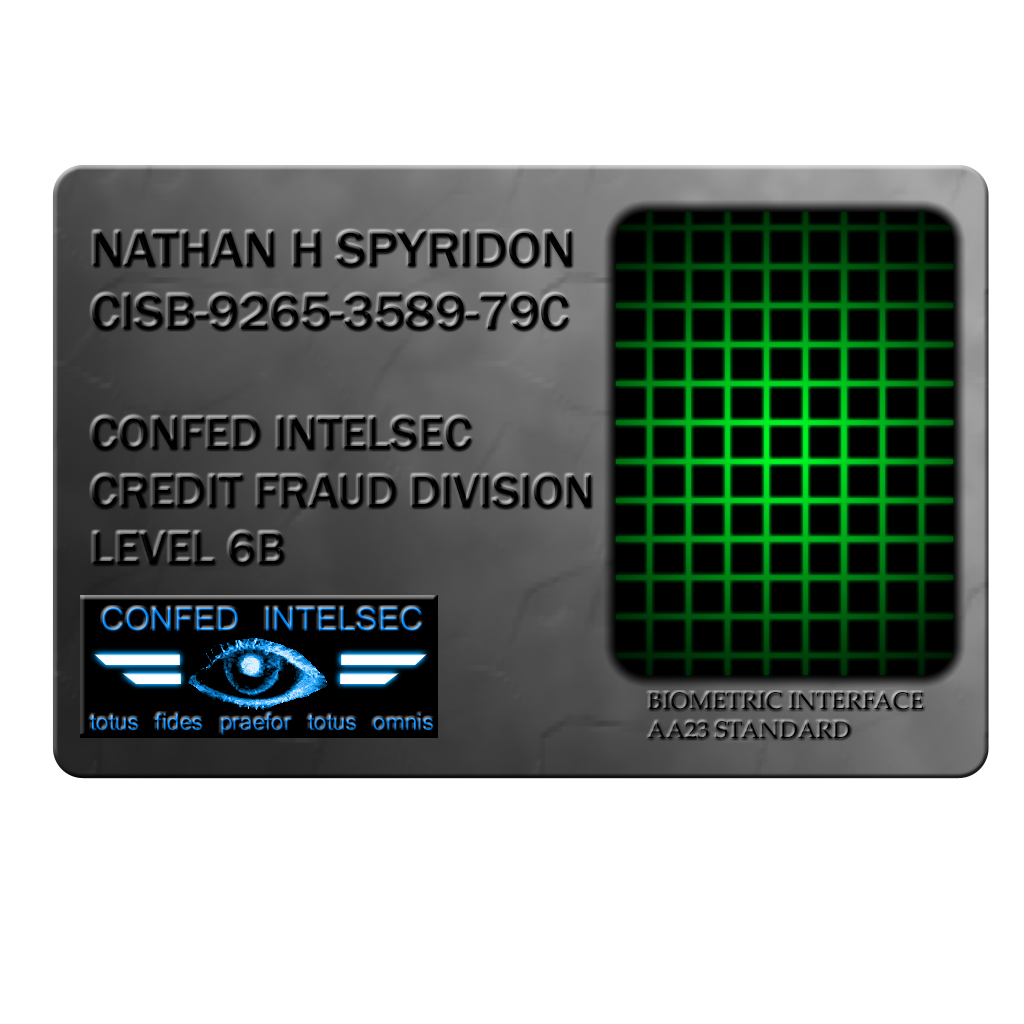 NATHAN H SPYRIDON
CISB-9265-3589-79C
CONFED INTELSEC
CREDIT FRAUD DIVISION
LEVEL 6B
CONFED INTELSEC
totus fides praefor totus omnis
BIOMETRIC INTERFACE
AA23 STANDARD